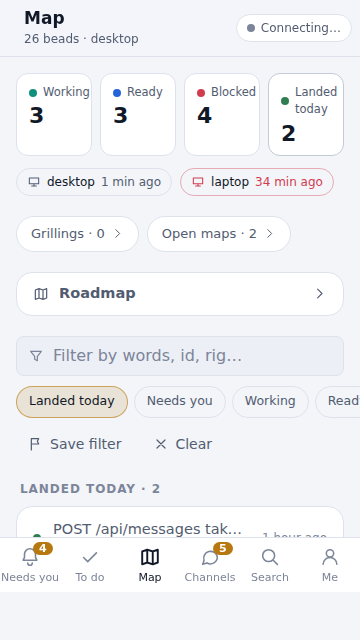 Map
26 beads · desktop
Connecting…
Working
3
Ready
3
Blocked
4
Landed
today
2
desktop 1 min ago
laptop 34 min ago
Grillings · 0
Open maps · 2
Roadmap
Filter by words, id, rig…
Landed today
Needs you
Working
Save filter
Clear
LANDED TODAY · 2
POST /api/messages tak…
1 hour ago
4
Needs you
To do
Map
5
Channels
Search
Me